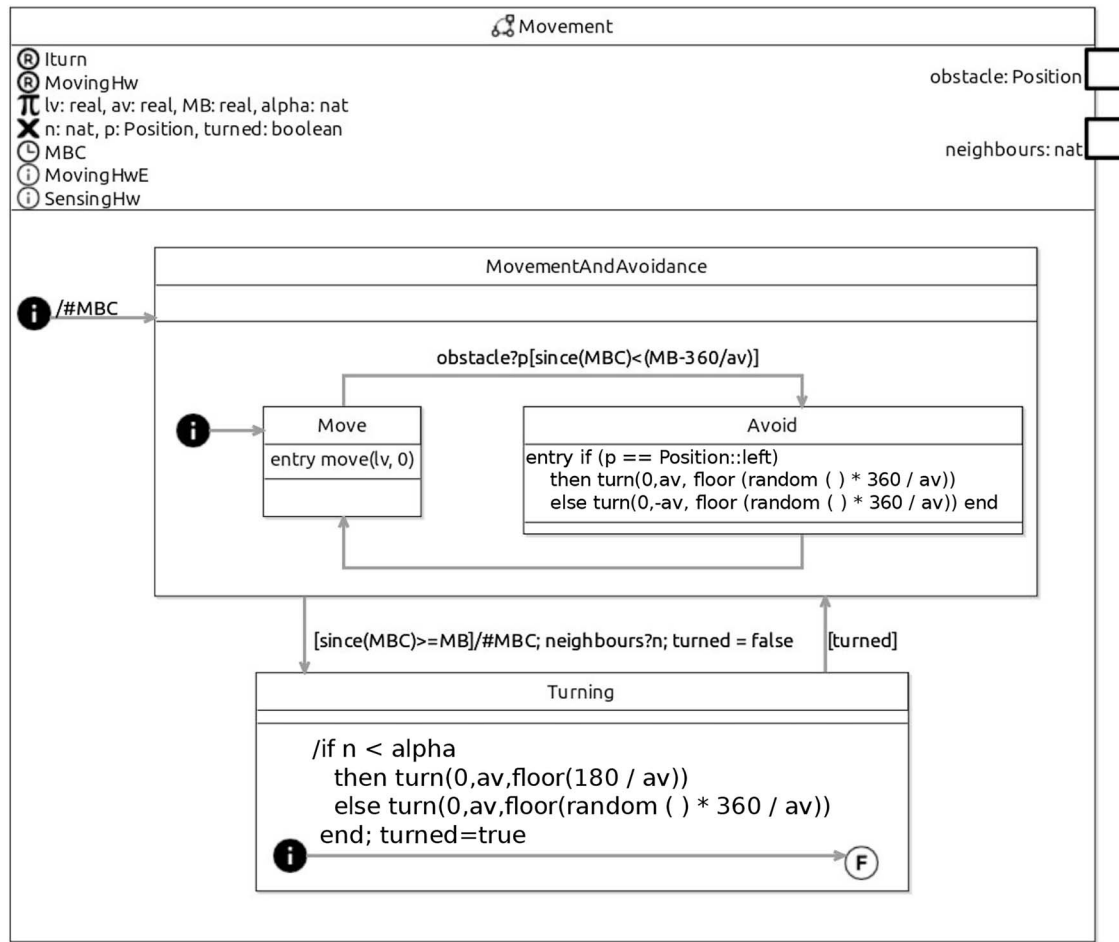 Movement
R Iturn
R MovingHw
π lv: real, av: real, MB: real, alpha: nat
X n: nat, p: Position, turned: boolean
MBC
i MovingHwE
i SensingHw
obstacle: Position
neighbours: nat
MovementAndAvoidance
i /#MBC
obstacle?p[since(MBC)<(MB-360/av)]
i
Move
entry move(lv, 0)
Avoid
entry if (p == Position::left)
then turn(0,av, floor (random ( ) * 360 / av))
else turn(0,-av, floor (random ( ) * 360 / av)) end
[since(MBC)>=MB]/#MBC; neighbours?n; turned = false
[turned]
Turning
/if n < alpha
then turn(0,av,floor(180 / av))
else turn(0,av,floor(random ( ) * 360 / av))
end; turned=true
i
F